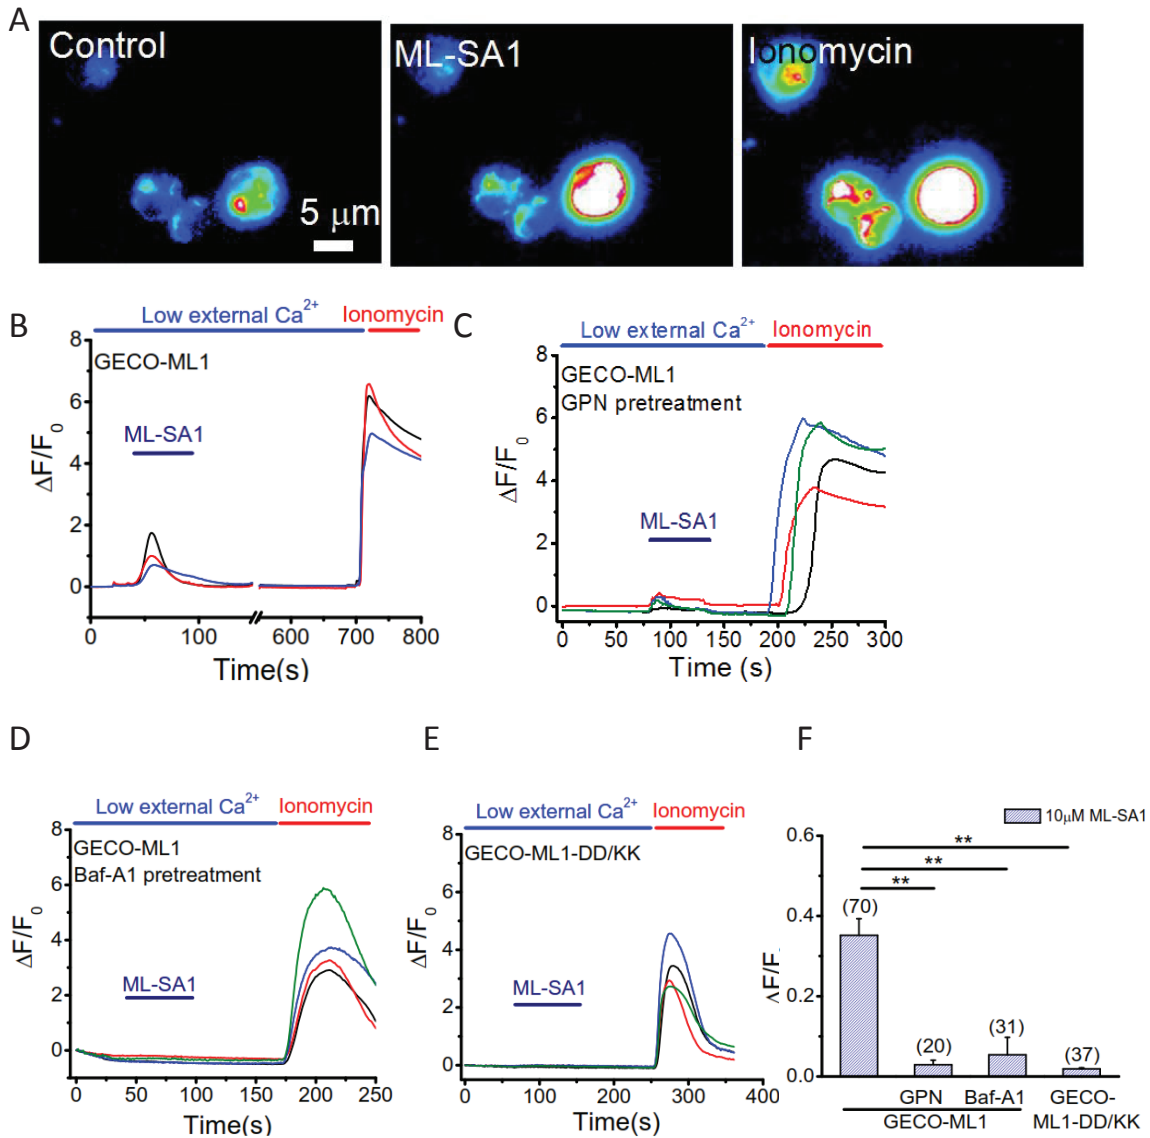 A
Control
ML-SA1
Ionomycin
5 μm
B
Low external Ca2+
Ionomycin
GECO-ML1
ML-SA1
ΔF/F0
8
6
4
2
0
0
100
600
700
800
Time(s)
C
Low external Ca2+
Ionomycin
GECO-ML1
GPN pretreatment
ML-SA1
ΔF/F0
8
6
4
2
0
0
50
100
150
200
250
300
Time (s)
D
Low external Ca2+
Ionomycin
GECO-ML1
Baf-A1 pretreatment
ML-SA1
ΔF/F0
8
6
4
2
0
0
50
100
150
200
250
Time(s)
E
Low external Ca2+
Ionomycin
GECO-ML1-DD/KK
ML-SA1
ΔF/F0
8
6
4
2
0
0
100
200
300
400
Time(s)
F
10μM ML-SA1
**
**
**
(70)
(20)
(31)
(37)
ΔF/F
0.6
0.4
0.2
0.0
GPN
Baf-A1
GECO-ML1
GECO-
ML1-DD/KK